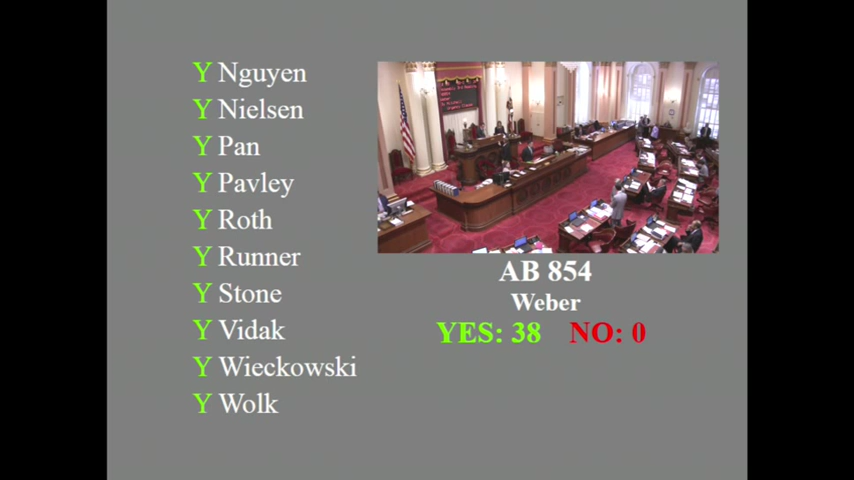 Y Nguyen
Y Nielsen
Y Pan
Y Pavley
Y Roth
Y Runner
Y Stone
Y Vidak
Y Wieckowski
Y Wolk
AB 854
Weber
YES: 38 NO: 0